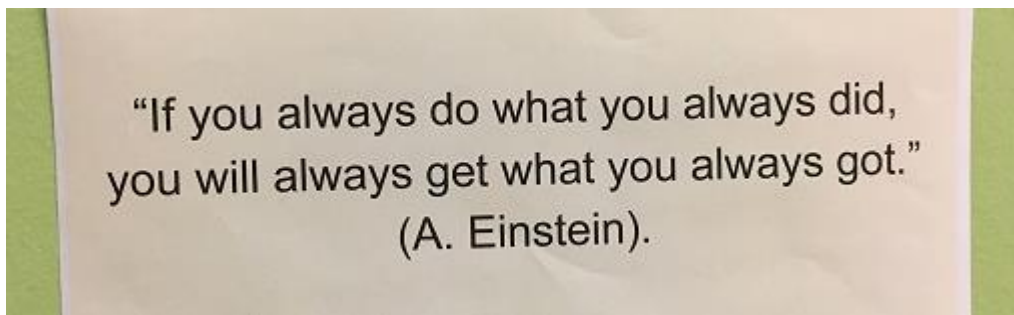 “If you always do what you always did,
you will always get what you always got.”
(A. Einstein).